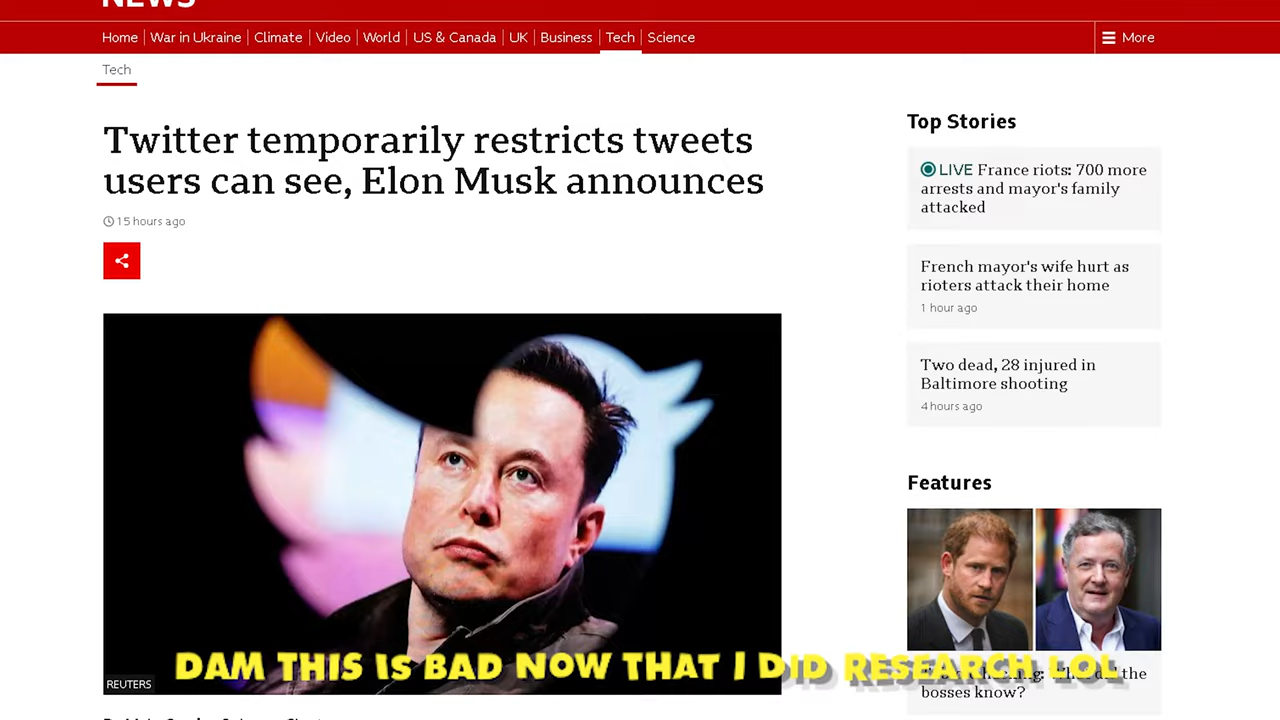 NEWS
Home
War in Ukraine
Climate
Video
World
US & Canada
UK
Business
Tech
Science
More
Tech
Twitter temporarily restricts tweets
users can see, Elon Musk announces
15 hours ago
REUTERS
Top Stories
LIVE France riots: 700 more
arrests and mayor's family
attacked
French mayor's wife hurt as
rioters attack their home
1 hour ago
Two dead, 28 injured in
Baltimore shooting
4 hours ago
Features
the
bosses know?
DAM THIS IS BAD NOW THAT I DID RESEARCH LOL